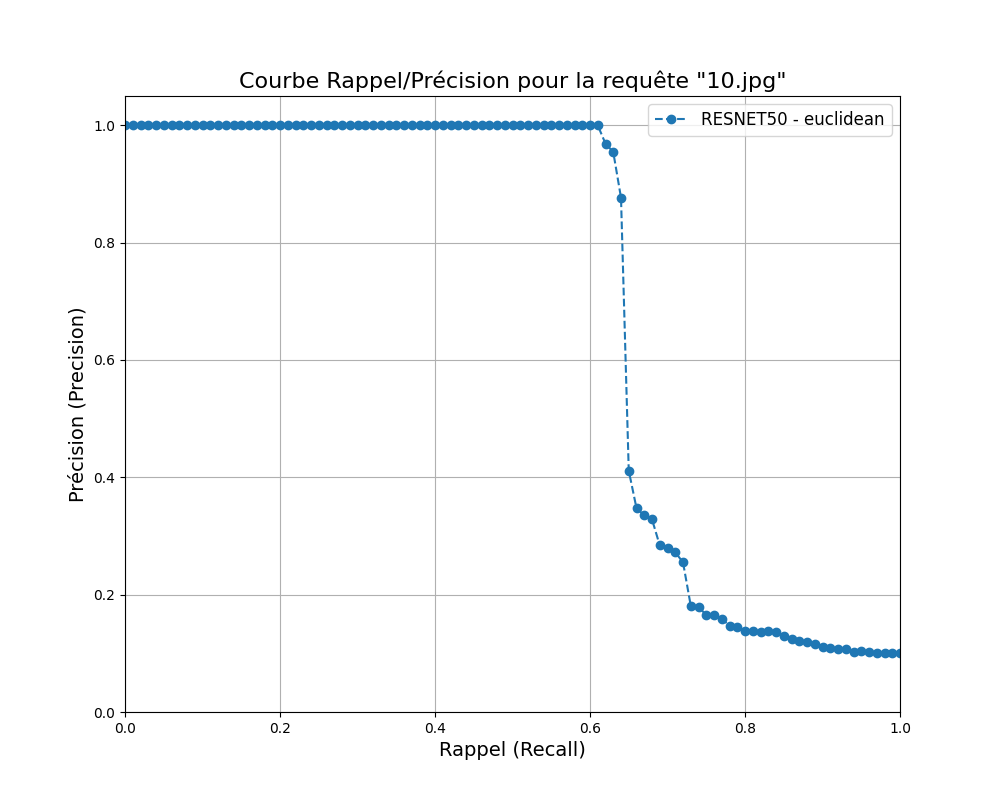 Courbe Rappel/Précision pour la requête "10.jpg"
RESNET50 - euclidean
Précision (Precision)
1.0
0.8
0.6
0.4
0.2
0.0
0.0 0.2 0.4 0.6 0.8 1.0
Rappel (Recall)